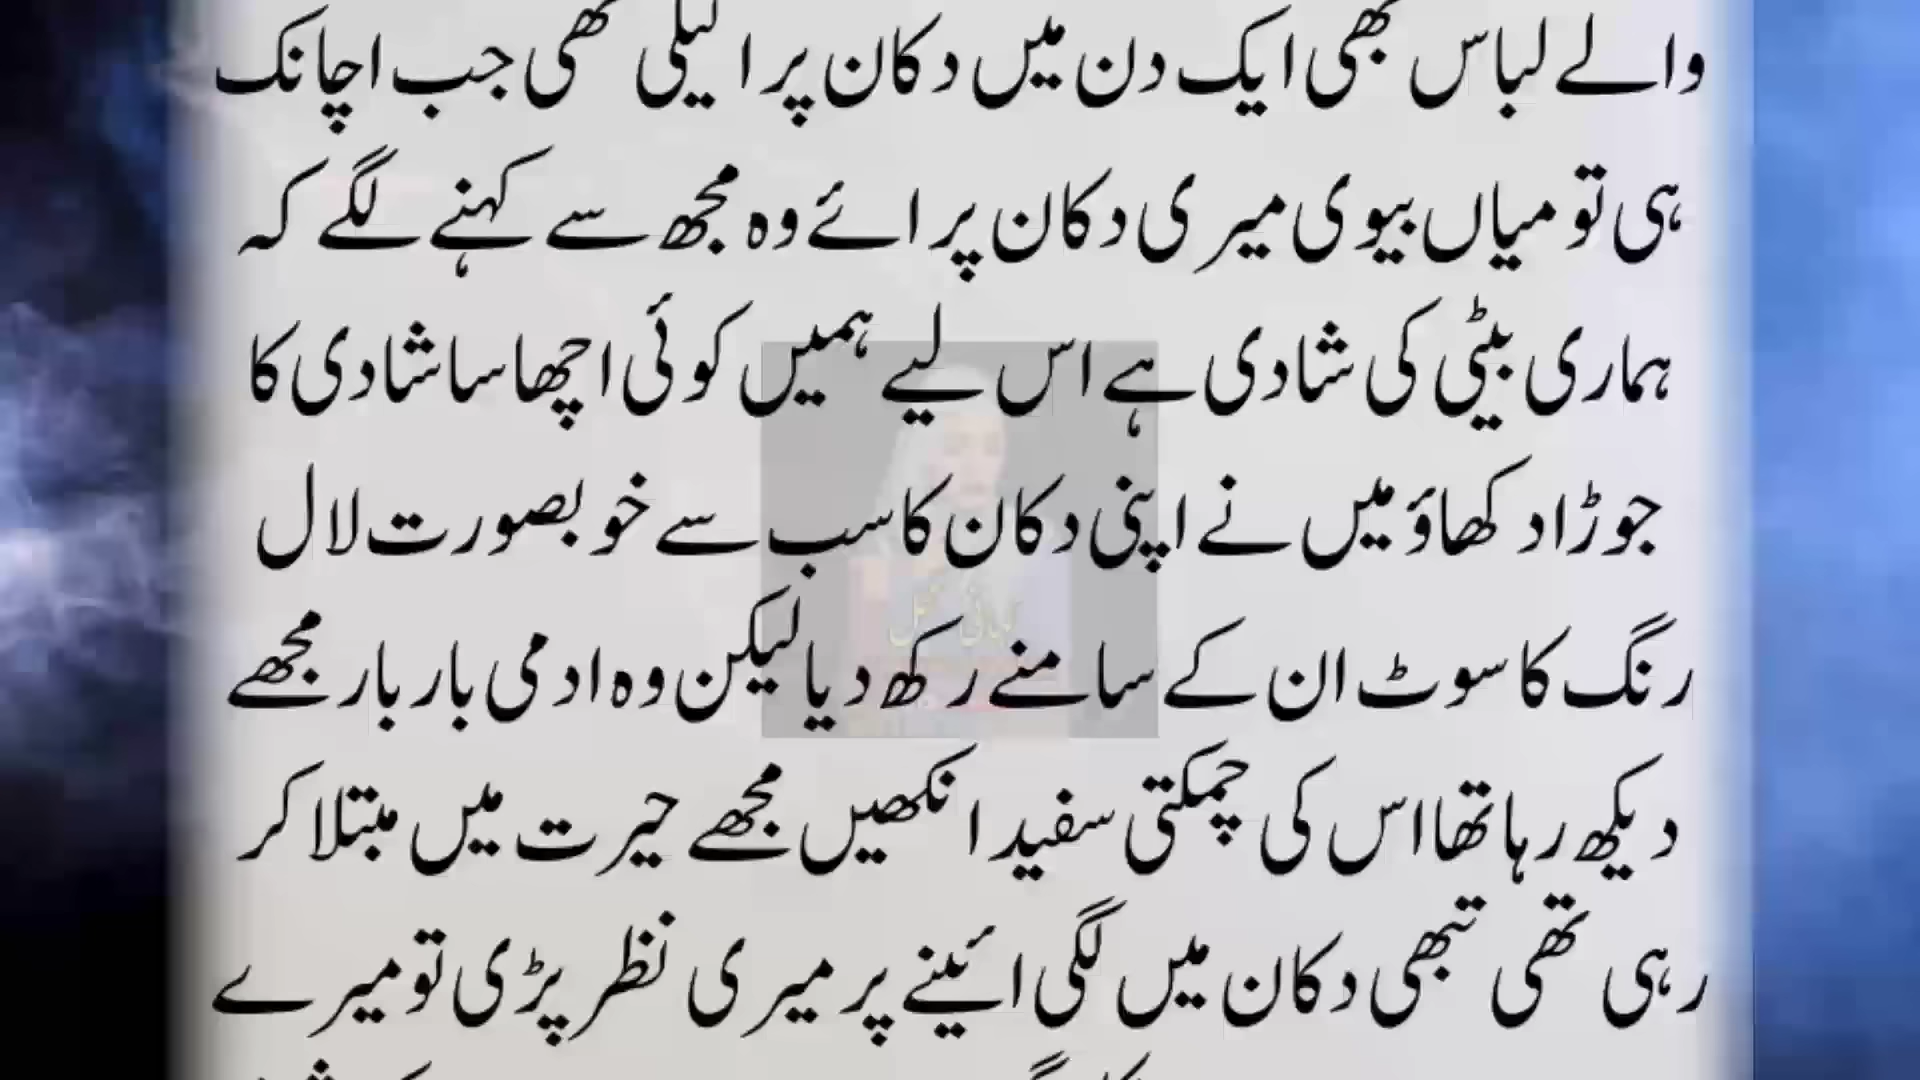 والے لباس بھی ایک دن میں دکان پر اکیلی تھی جب اچانک
ہی تو میاں بیوی میری دکان پر ائے وہ مجھ سے کہنے لگے کہ
ہماری بیٹی کی شادی ہے اس لیے ہمیں کوئی اچھا سا شادی کا
جوڑا دکھاؤ میں نے اپنی دکان کا سب سے خوبصورت لال
رنگ کا سوٹ ان کے سامنے رکھ دیا لیکن وہ ادمی بار بار مجھے
دیکھ رہا تھا اس کی چمکتی سفید انکھیں مجھے حیرت میں مبتلا کر
رہی تھی تبھی دکان میں لگی ائینے پر میری نظر پڑی تو میرے